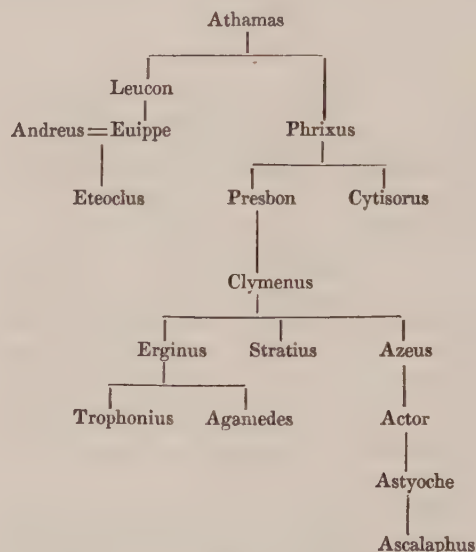 Athamas
Leucon
Andreus=Euippe Phrixus
Eteoclus Presbon Cytisorus
Clymenus
Erginus Stratius Azeus
Trophonius Agamedes Actor
Astyoche
Ascalaphus